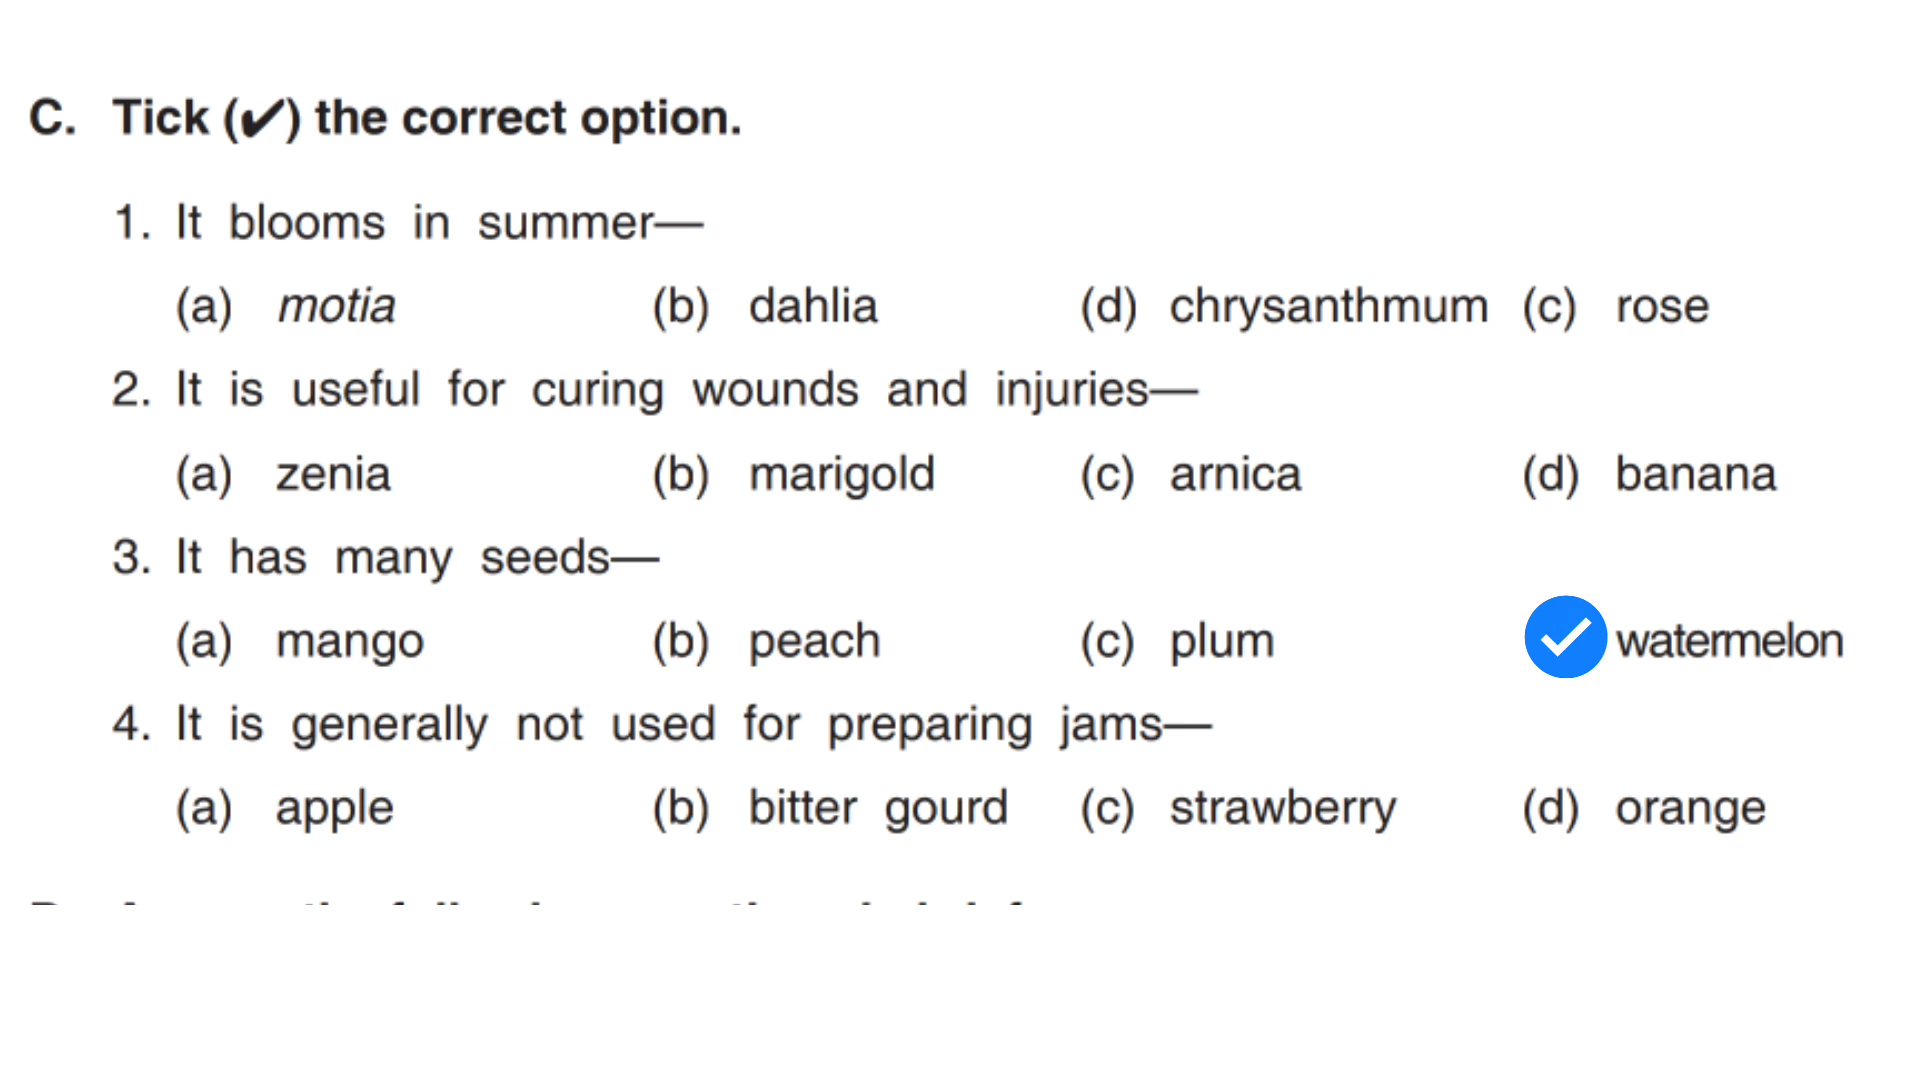 C. Tick (✔) the correct option.
1. It blooms in summer—
(a) motia (b) dahlia (d) chrysanthmum (c) rose
2. It is useful for curing wounds and injuries—
(a) zenia (b) marigold (c) arnica (d) banana
3. It has many seeds—
(a) mango (b) peach (c) plum watermelon
4. It is generally not used for preparing jams—
(a) apple (b) bitter gourd (c) strawberry (d) orange